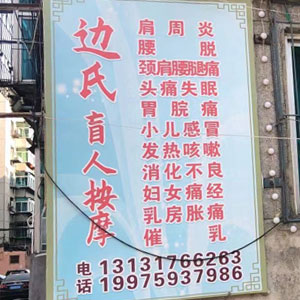 边氏盲人按摩
肩周炎
腰脱
颈肩腰腿痛
头痛失眠
胃脘痛
小儿感冒
发热咳嗽
消化不良
妇女痛经
乳房胀痛
催乳
电话 13131766263
19975937986